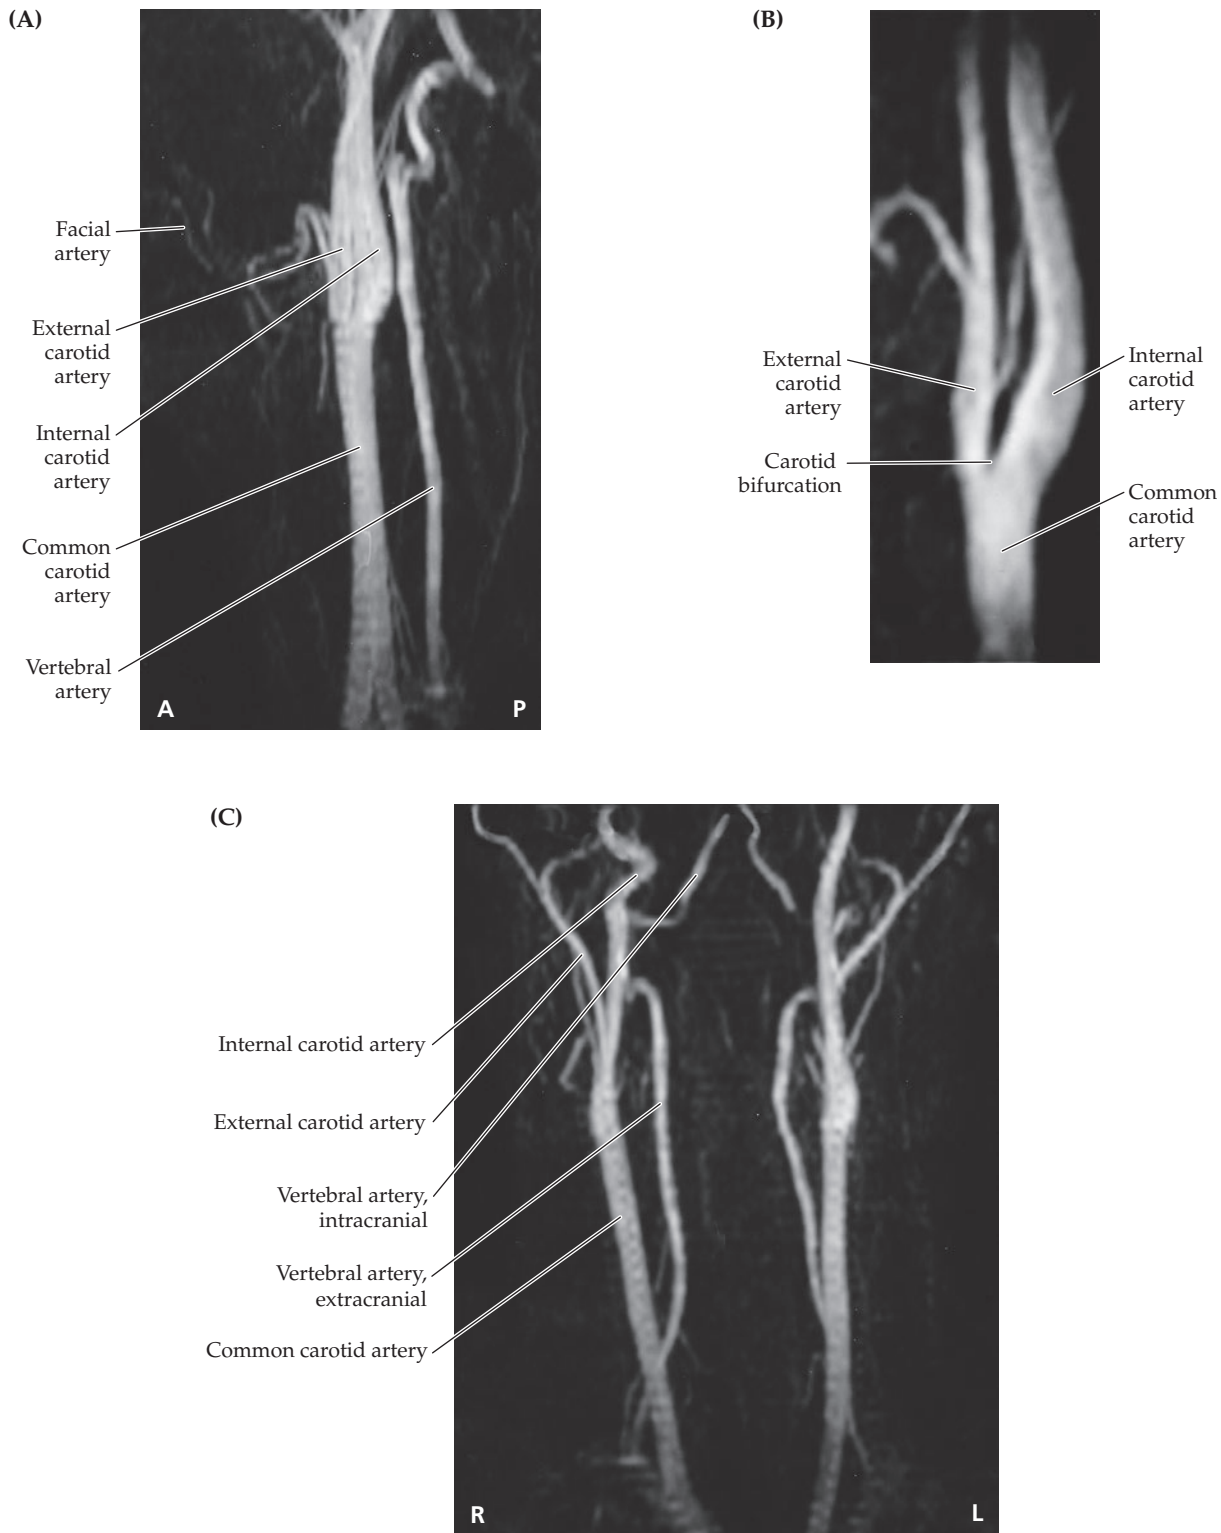 (A)
Facial
artery
External
carotid
artery
Internal
carotid
artery
Common
carotid
artery
Vertebral
artery
A
P
(B)
External
carotid
artery
Carotid
bifurcation
Internal
carotid
artery
Common
carotid
artery
(C)
Internal carotid artery
External carotid artery
Vertebral artery,
intracranial
Vertebral artery,
extracranial
Common carotid artery
R
L